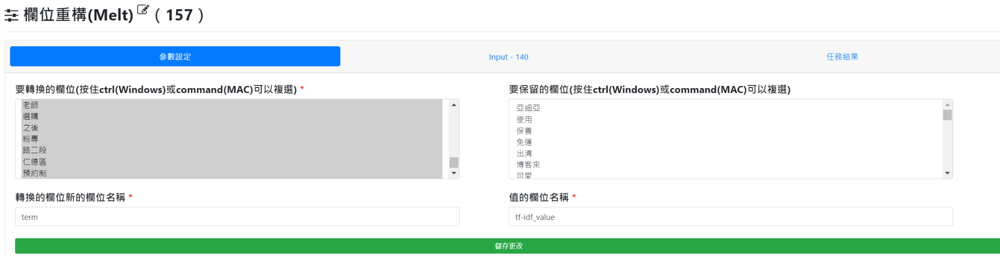 欄位重構(Melt) ( 157 )
參數設定
Input - 140
任務結果
要轉換的欄位(按住ctrl(Windows)或command(MAC)可以複選) *
老師
選購
之後
粉專
路二段
仁德區
預約制
要保留的欄位(按住ctrl(Windows)或command(MAC)可以複選)
亞細亞
使用
保養
免運
出清
博客來
可愛
轉換的欄位新的欄位名稱 *
term
值的欄位名稱 *
tf-idf_value
儲存更改